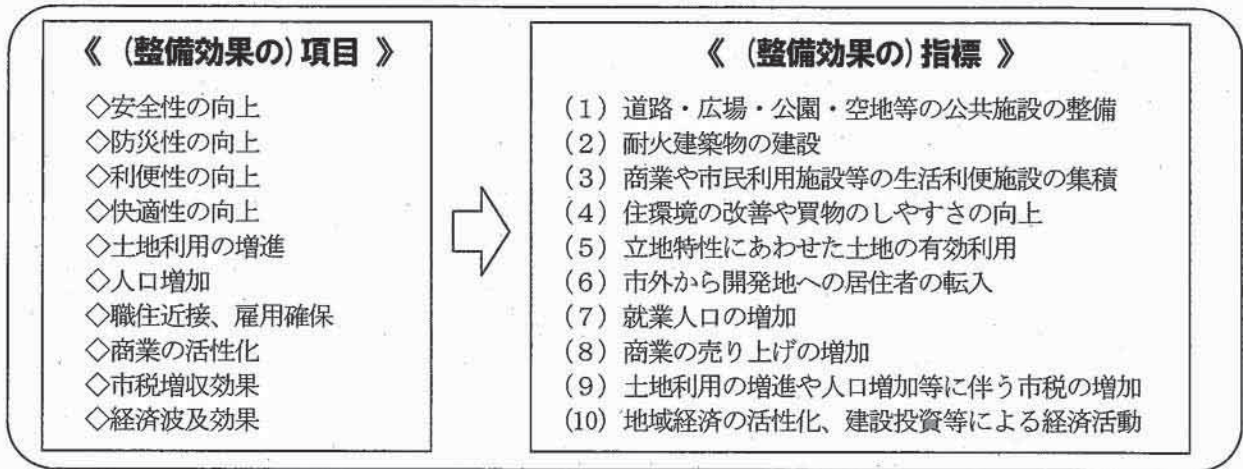 《 (整備効果の) 項目 》
◇安全性の向上
◇防災性の向上
◇利便性の向上
◇快適性の向上
◇土地利用の増進
◇人口増加
◇職住近接、雇用確保
◇商業の活性化
◇市税増収効果
◇経済波及効果
《 (整備効果の) 指標 》
(1) 道路・広場・公園・空地等の公共施設の整備
(2) 耐火建築物の建設
(3) 商業や市民利用施設等の生活利便施設の集積
(4) 住環境の改善や買物のしやすさの向上
(5) 立地特性にあわせた土地の有効利用
(6) 市外から開発地への居住者の転入
(7) 就業人口の増加
(8) 商業の売り上げの増加
(9) 土地利用の増進や人口増加等に伴う市税の増加
(10) 地域経済の活性化、建設投資等による経済活動